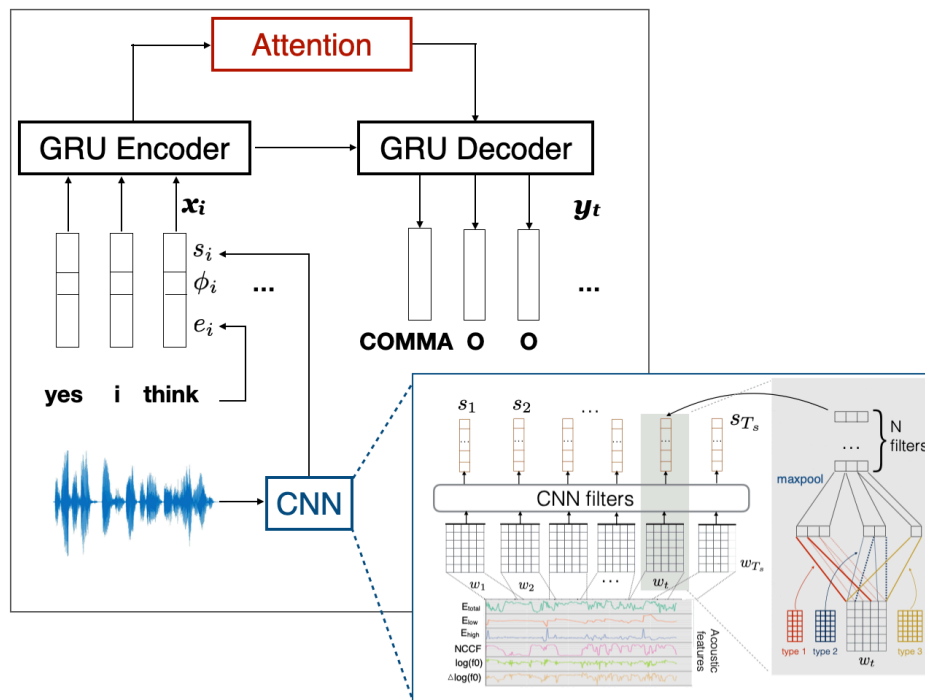 Attention
GRU Encoder
GRU Decoder
x_i
y_t
s_i
ϕ_i
...
...
e_i
COMMA O O
yes i think
CNN
s_1 s_2 ... s_{T_s}
... ... ... ... ... ...
CNN filters
w_1 w_2 ... w_t w_{T_s}
E_total
E_low
E_high
NCCF
log(f0)
△log(f0)
Acoustic
features
N
filters
...
maxpool
type 1 type 2 type 3
w_t